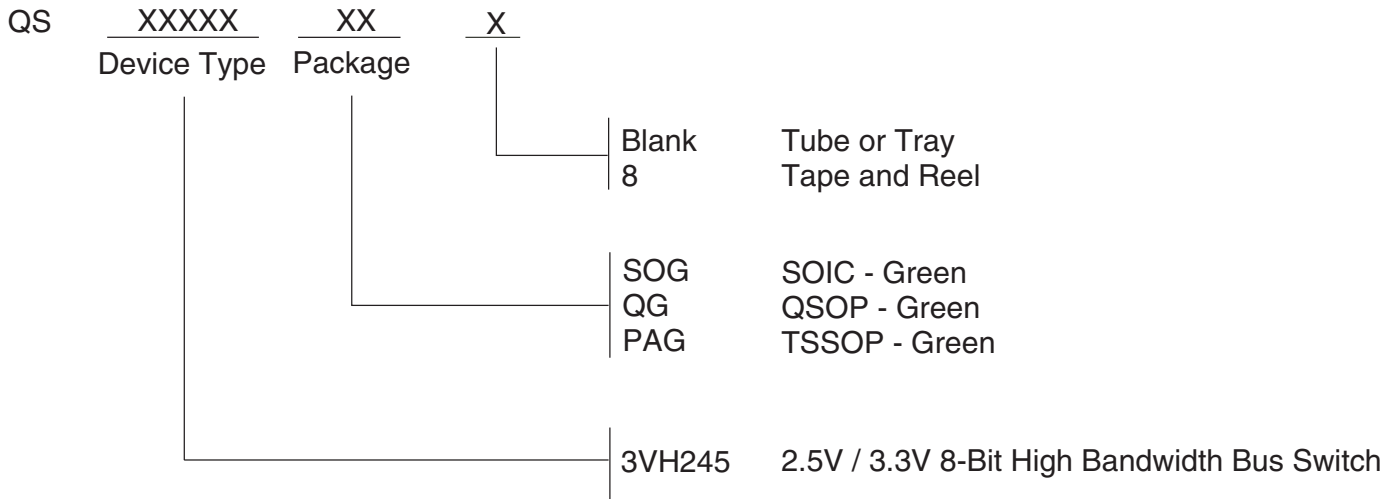 QS XXXXX XX X
Device Type Package
Blank Tube or Tray
8 Tape and Reel
SOG SOIC - Green
QG QSOP - Green
PAG TSSOP - Green
3VH245 2.5V / 3.3V 8-Bit High Bandwidth Bus Switch